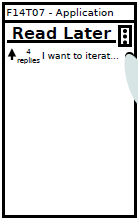 F14T07 - Application
Read Later
4 replies I want to iterat...